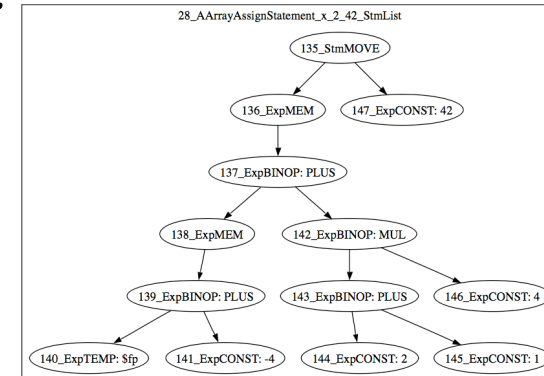 28_AArrayAssignStatement_x_2_42_StmList
135_StmMOVE
136_ExpMEM
147_ExpCONST: 42
137_ExpBINOP: PLUS
138_ExpMEM
142_ExpBINOP: MUL
139_ExpBINOP: PLUS
143_ExpBINOP: PLUS
146_ExpCONST: 4
140_ExpTEMP: $fp
141_ExpCONST: -4
144_ExpCONST: 2
145_ExpCONST: 1